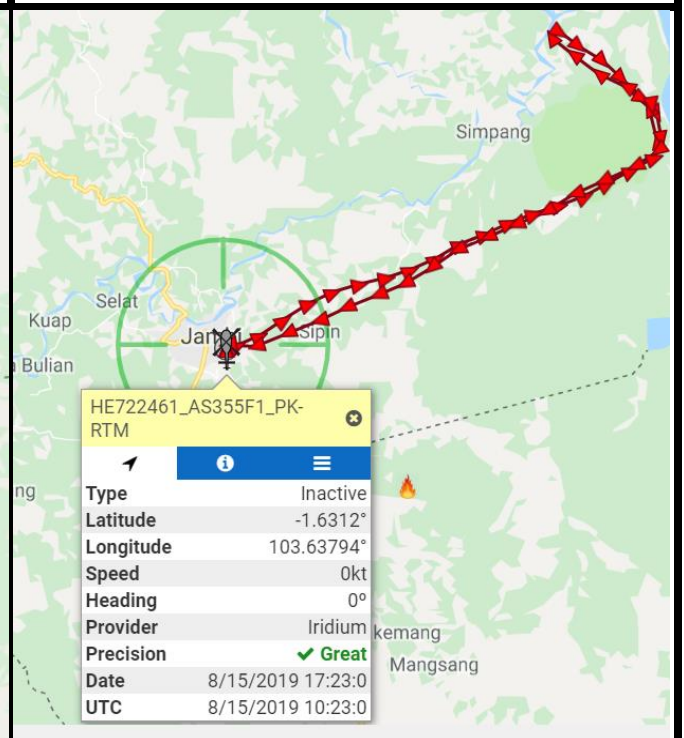 Simpang
Selat
Kuap
Sipin
Bulian
HE722461_AS355F1_PK-
RTM
ng
Type Inactive
Latitude -1.6312°
Longitude 103.63794°
Speed 0kt
Heading 0º
Provider Iridium
kemang
Precision ✔ Great
Mangsang
Date 8/15/2019 17:23:0
UTC 8/15/2019 10:23:0